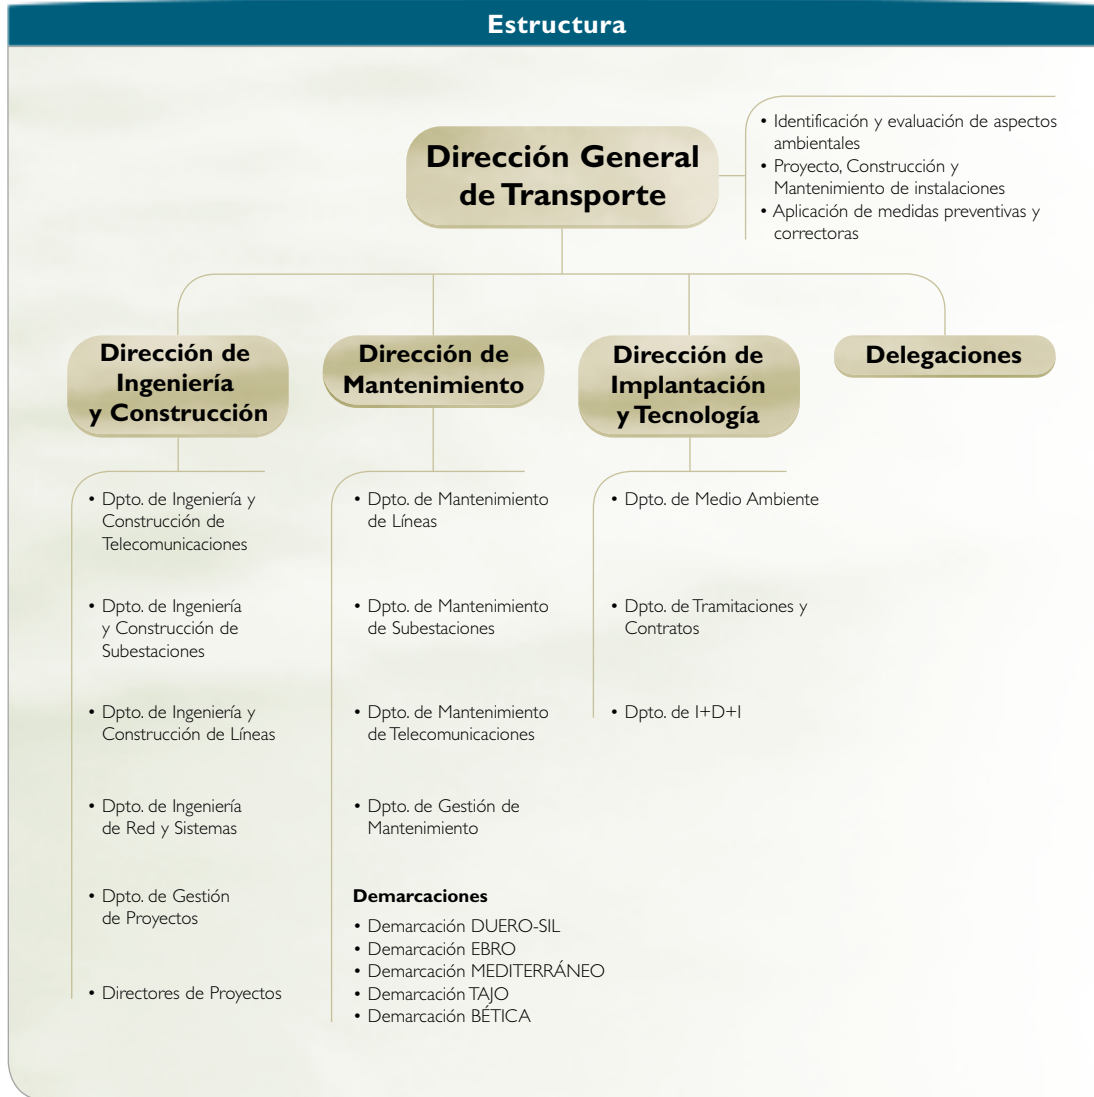 Estructura
Dirección General
de Transporte
• Identificación y evaluación de aspectos
ambientales
• Proyecto, Construcción y
Mantenimiento de instalaciones
• Aplicación de medidas preventivas y
correctoras
Dirección de
Ingeniería
y Construcción
• Dpto. de Ingeniería y
Construcción de
Telecomunicaciones
• Dpto. de Ingeniería
y Construcción de
Subestaciones
• Dpto. de Ingeniería y
Construcción de Líneas
• Dpto. de Ingeniería
de Red y Sistemas
• Dpto. de Gestión
de Proyectos
• Directores de Proyectos
Dirección de
Mantenimiento
• Dpto. de Mantenimiento
de Líneas
• Dpto. de Mantenimiento
de Subestaciones
• Dpto. de Mantenimiento
de Telecomunicaciones
• Dpto. de Gestión de
Mantenimiento
Demarcaciones
• Demarcación DUERO-SIL
• Demarcación EBRO
• Demarcación MEDITERRÁNEO
• Demarcación TAJO
• Demarcación BÉTICA
Dirección de
Implantación
y Tecnología
• Dpto. de Medio Ambiente
• Dpto. de Tramitaciones y
Contratos
• Dpto. de I+D+I
Delegaciones